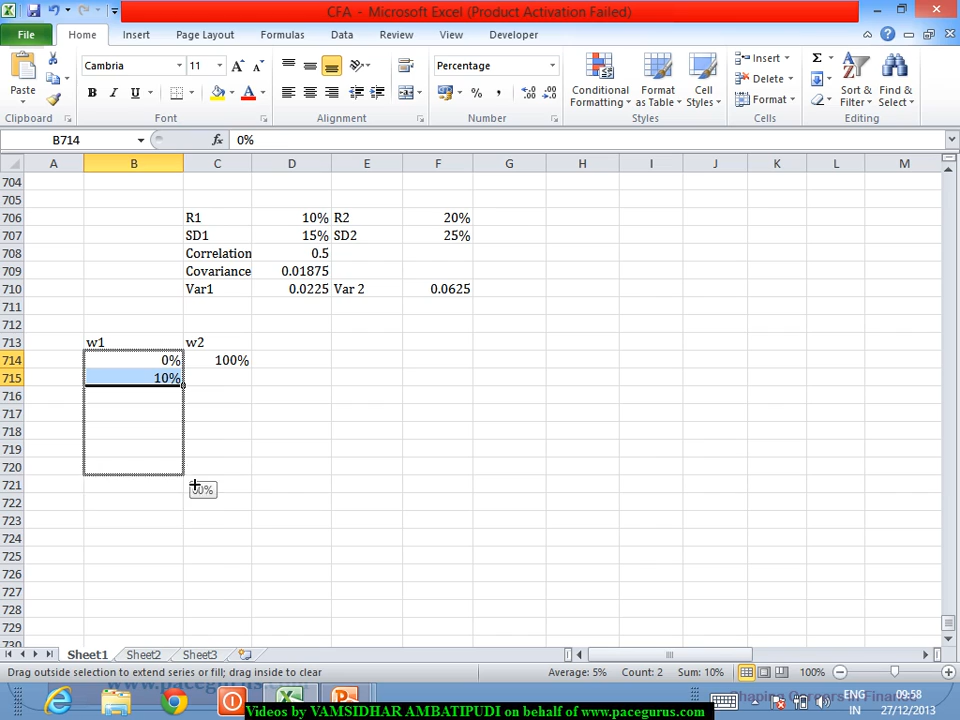 CFA - Microsoft Excel (Product Activation Failed)
File Home Insert Page Layout Formulas Data Review View Developer
Paste
Cambria 11
B I U
Percentage
Conditional Formatting
Format as Table
Cell Styles
Insert
Delete
Format
Sort & Filter
Find & Select
Clipboard Font Alignment Number Styles Cells Editing
B714 fx 0%
A B C D E F G H I J K L M
704
705
706 R1 10% R2 20%
707 SD1 15% SD2 25%
708 Correlation 0.5
709 Covariance 0.01875
710 Var1 0.0225 Var 2 0.0625
711
712
713 w1 w2
714 0% 100%
715 10%
716
717
718
719
720
721
722
723
724
725
726
727
728
729
730
Sheet1 Sheet2 Sheet3
Drag outside selection to extend series or fill; drag inside to clear Average: 5% Count: 2 Sum: 10% 100%
ENG 09:58
IN 27/12/2013
Videos by VAMSIDHAR AMBATIPUDI on behalf of www.pacegurus.com